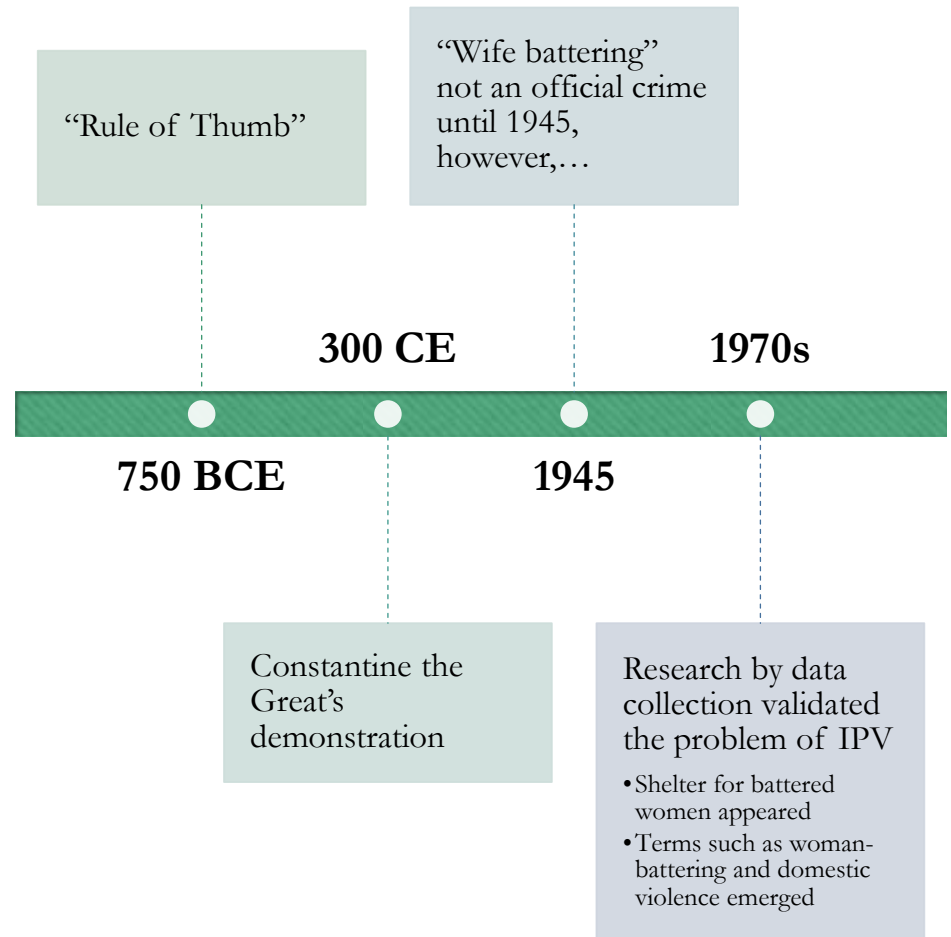 “Rule of Thumb”
“Wife battering”
not an official crime
until 1945,
however,…
300 CE
1970s
750 BCE
1945
Constantine the
Great’s
demonstration
Research by data
collection validated
the problem of IPV
•Shelter for battered
women appeared
•Terms such as woman-
battering and domestic
violence emerged